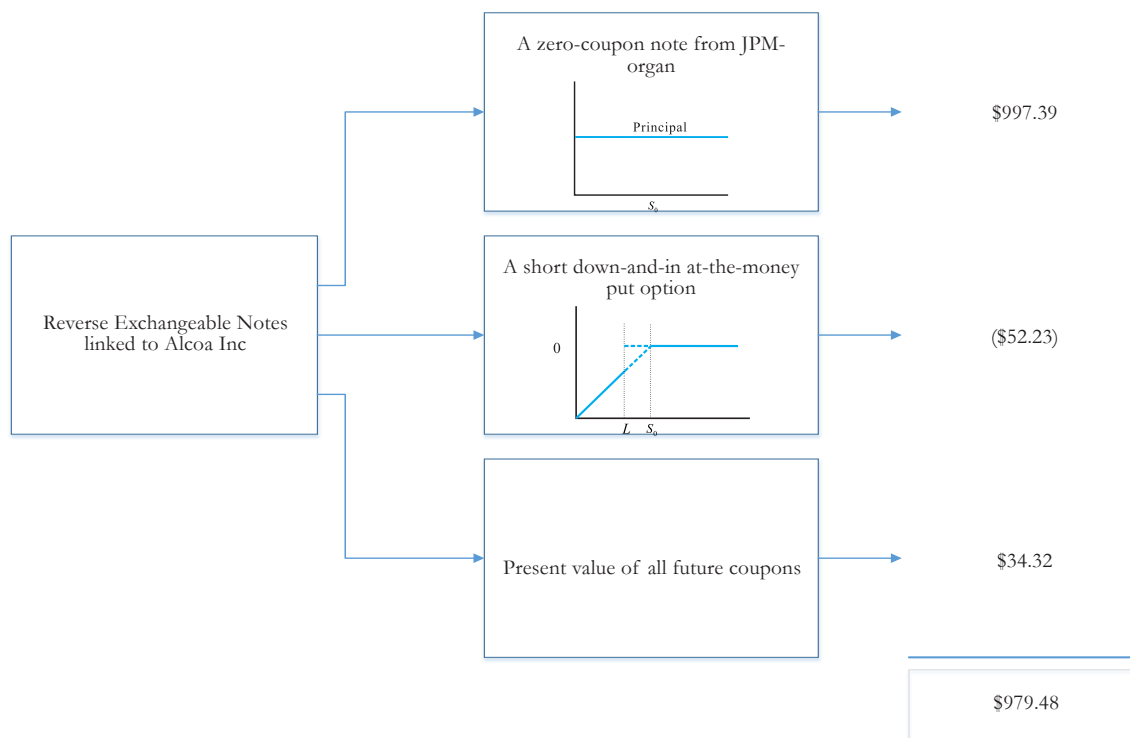 A zero-coupon note from JPM-
organ
Principal
S₀
$997.39
Reverse Exchangeable Notes
linked to Alcoa Inc
A short down-and-in at-the-money
put option
0
L S₀
($52.23)
Present value of all future coupons
$34.32
$979.48